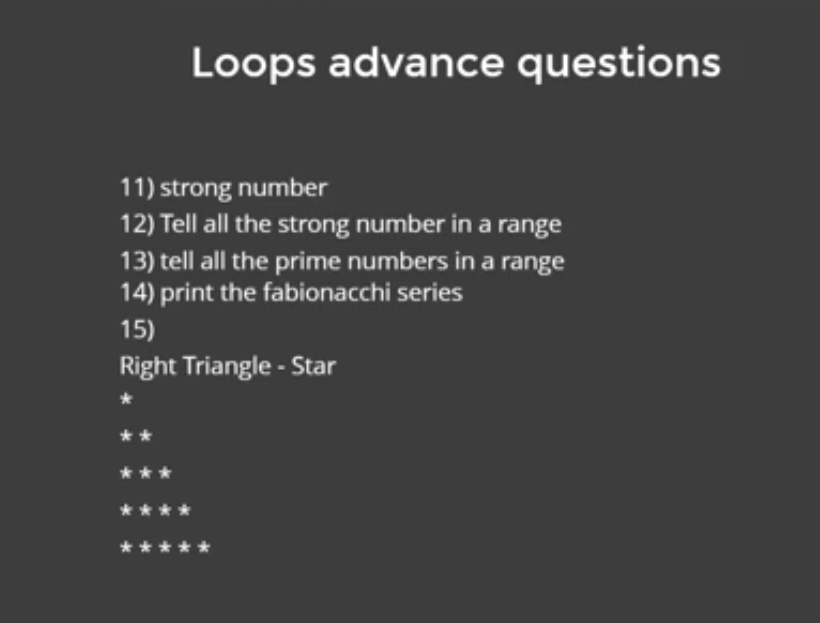 Loops advance questions
11) strong number
12) Tell all the strong number in a range
13) tell all the prime numbers in a range
14) print the fabionacchi series
15)
Right Triangle - Star
*
* *
* * *
* * * *
* * * * *